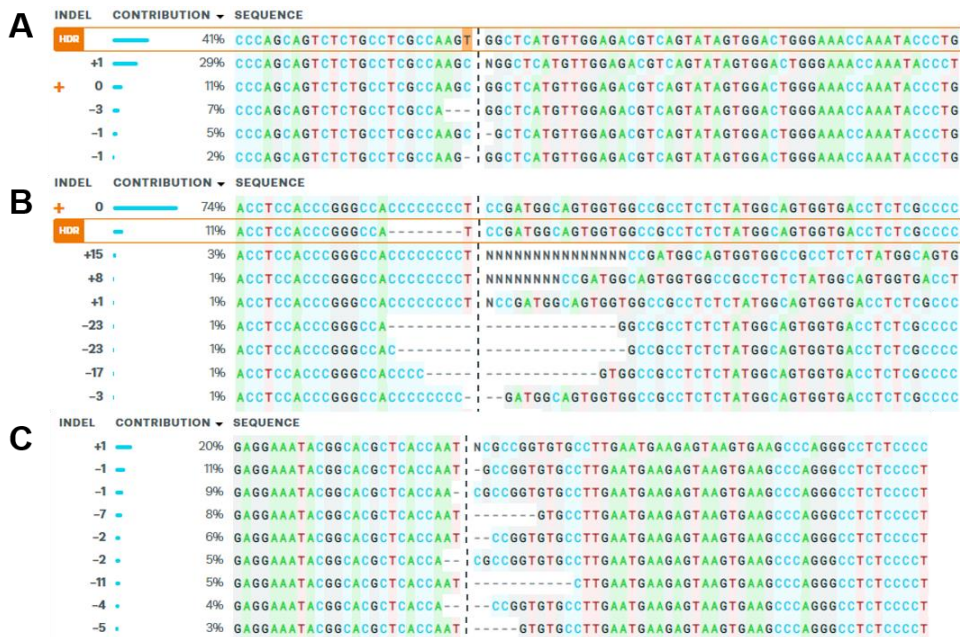 A
INDEL CONTRIBUTION SEQUENCE
HDR 41% CCCAGCAGTCTCTGCCTCGCCAAGT GGCTCATGTTGGAGACGTCAGTATAGTGGACTGGGAAACCAAATACCCTG
+1 29% CCCAGCAGTCTCTGCCTCGCCAAGC NGGCTCATGTTGGAGACGTCAGTATAGTGGACTGGGAAACCAAATACCCT
+ 0 11% CCCAGCAGTCTCTGCCTCGCCAAGC GGCTCATGTTGGAGACGTCAGTATAGTGGACTGGGAAACCAAATACCCTG
-3 7% CCCAGCAGTCTCTGCCTCGCCA--- GGCTCATGTTGGAGACGTCAGTATAGTGGACTGGGAAACCAAATACCCTG
-1 5% CCCAGCAGTCTCTGCCTCGCCAAGC -GCTCATGTTGGAGACGTCAGTATAGTGGACTGGGAAACCAAATACCCTG
-1 2% CCCAGCAGTCTCTGCCTCGCCAAG- GGCTCATGTTGGAGACGTCAGTATAGTGGACTGGGAAACCAAATACCCTG
B
INDEL CONTRIBUTION SEQUENCE
+ 0 74% ACCTCCACCCGGGCCACCCCCCCCT CCGATGGCAGTGGTGGCCGCCTCTCTATGGCAGTGGTGACCTCTCGCCCC
HDR 11% ACCTCCACCCGGGCCA--------T CCGATGGCAGTGGTGGCCGCCTCTCTATGGCAGTGGTGACCTCTCGCCCC
+15 3% ACCTCCACCCGGGCCACCCCCCCCT NNNNNNNNNNNNNNNCCGATGGCAGTGGTGGCCGCCTCTCTATGGCAGTG
+8 1% ACCTCCACCCGGGCCACCCCCCCCT NNNNNNNNCCGATGGCAGTGGTGGCCGCCTCTCTATGGCAGTGGTGACCT
+1 1% ACCTCCACCCGGGCCACCCCCCCCT NCCGATGGCAGTGGTGGCCGCCTCTCTATGGCAGTGGTGACCTCTCGCCC
-23 1% ACCTCCACCCGGGCCA--------- --------------GGCCGCCTCTCTATGGCAGTGGTGACCTCTCGCCCC
-23 1% ACCTCCACCCGGGCCAC-------- ---------------GCCGCCTCTCTATGGCAGTGGTGACCTCTCGCCCC
-17 1% ACCTCCACCCGGGCCACCCC----- ------------GTGGCCGCCTCTCTATGGCAGTGGTGACCTCTCGCCCC
-3 1% ACCTCCACCCGGGCCACCCCCCCC- --GATGGCAGTGGTGGCCGCCTCTCTATGGCAGTGGTGACCTCTCGCCCC
C
INDEL CONTRIBUTION SEQUENCE
+1 20% GAGGAAATACGGCACGCTCACCAAT NCGCCGGTGTGCCTTGAATGAAGAGTAAGTGAAGCCCAGGGCCTCTCCCC
-1 11% GAGGAAATACGGCACGCTCACCAAT -GCCGGTGTGCCTTGAATGAAGAGTAAGTGAAGCCCAGGGCCTCTCCCCT
-1 9% GAGGAAATACGGCACGCTCACCAA- CGCCGGTGTGCCTTGAATGAAGAGTAAGTGAAGCCCAGGGCCTCTCCCCT
-7 8% GAGGAAATACGGCACGCTCACCAAT -------GTGCCTTGAATGAAGAGTAAGTGAAGCCCAGGGCCTCTCCCCT
-2 6% GAGGAAATACGGCACGCTCACCAAT --CCGGTGTGCCTTGAATGAAGAGTAAGTGAAGCCCAGGGCCTCTCCCCT
-2 5% GAGGAAATACGGCACGCTCACCA-- CGCCGGTGTGCCTTGAATGAAGAGTAAGTGAAGCCCAGGGCCTCTCCCCT
-11 5% GAGGAAATACGGCACGCTCACCAAT -----------CTTGAATGAAGAGTAAGTGAAGCCCAGGGCCTCTCCCCT
-4 4% GAGGAAATACGGCACGCTCACCA-- --CCGGTGTGCCTTGAATGAAGAGTAAGTGAAGCCCAGGGCCTCTCCCCT
-5 3% GAGGAAATACGGCACGCTCACCAAT -----GTGTGCCTTGAATGAAGAGTAAGTGAAGCCCAGGGCCTCTCCCCT